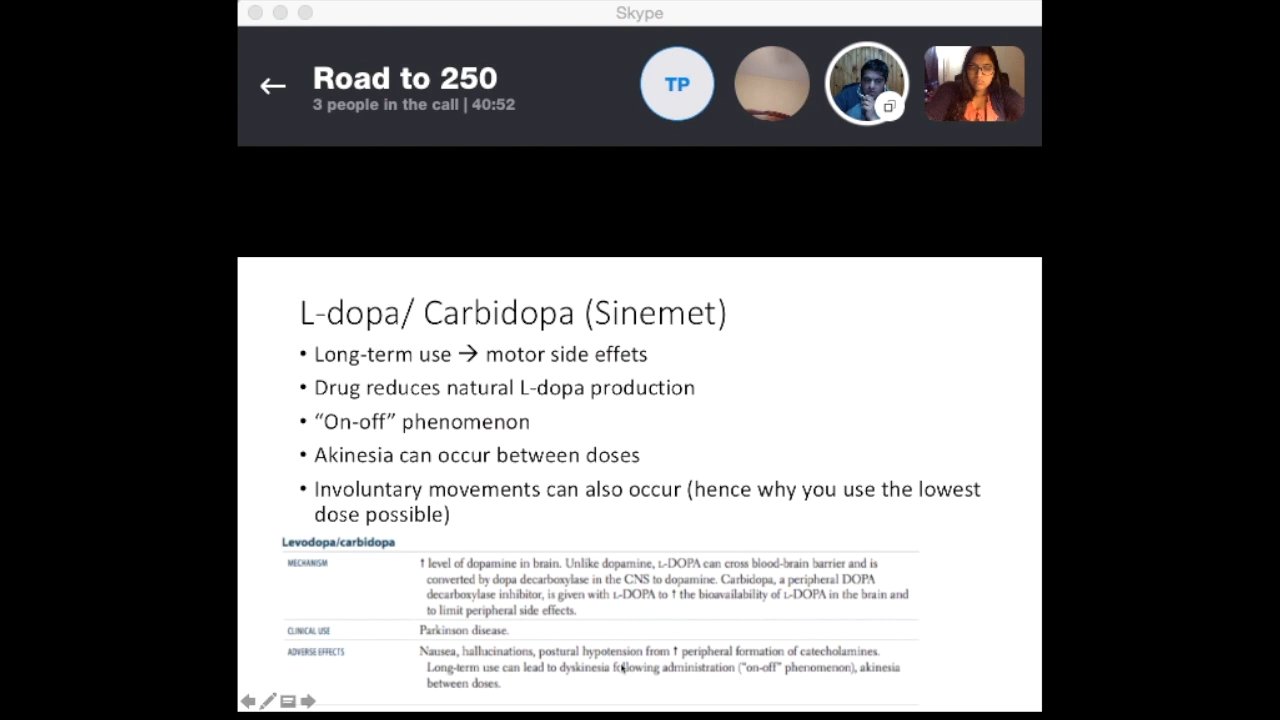 Skype
Road to 250
3 people in the call | 40:52
TP
L-dopa/ Carbidopa (Sinemet)
• Long-term use → motor side effets
• Drug reduces natural L-dopa production
• “On-off” phenomenon
• Akinesia can occur between doses
• Involuntary movements can also occur (hence why you use the lowest
dose possible)
Levodopa/carbidopa
MECHANISM ↑ level of dopamine in brain. Unlike dopamine, L-DOPA can cross blood-brain barrier and is
converted by dopa decarboxylase in the CNS to dopamine. Carbidopa, a peripheral DOPA
decarboxylase inhibitor, is given with L-DOPA to ↑ the bioavailability of L-DOPA in the brain and
to limit peripheral side effects.
CLINICAL USE Parkinson disease.
ADVERSE EFFECTS Nausea, hallucinations, postural hypotension from ↑ peripheral formation of catecholamines.
Long-term use can lead to dyskinesia following administration ("on-off" phenomenon), akinesia
between doses.